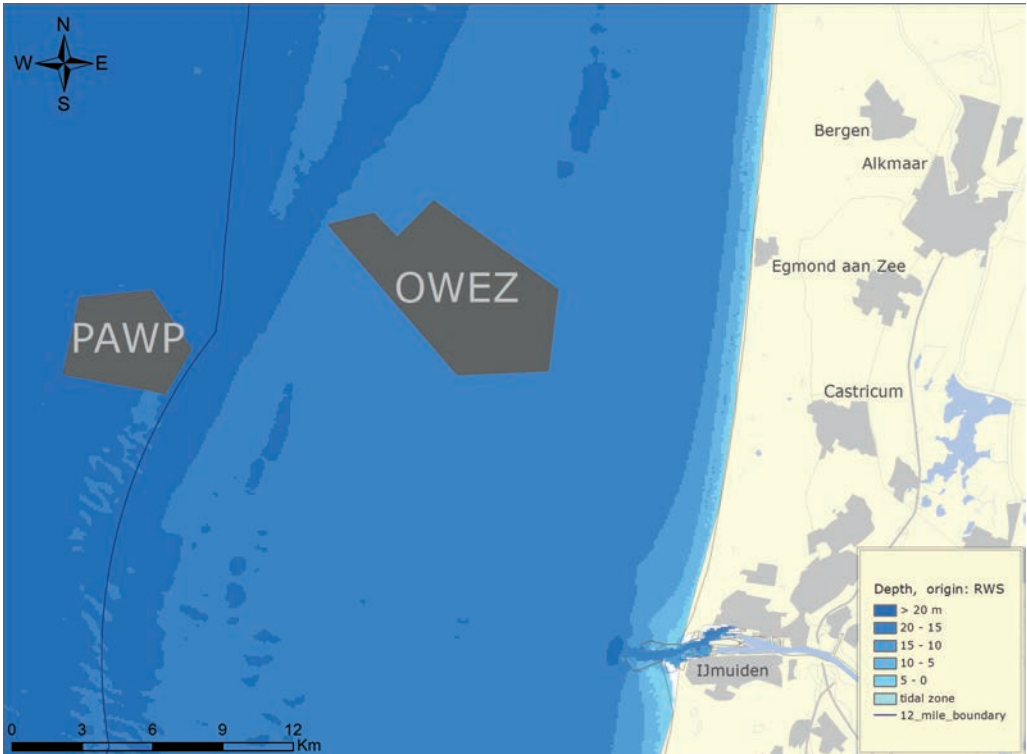 N
W E
S
Bergen
Alkmaar
OWEZ
Egmond aan Zee
PAWP
Castricum
Depth, origin: RWS
> 20 m
20 - 15
15 - 10
10 - 5
5 - 0
tidal zone
12_mile_boundary
IJmuiden
0 3 6 9 12
Km